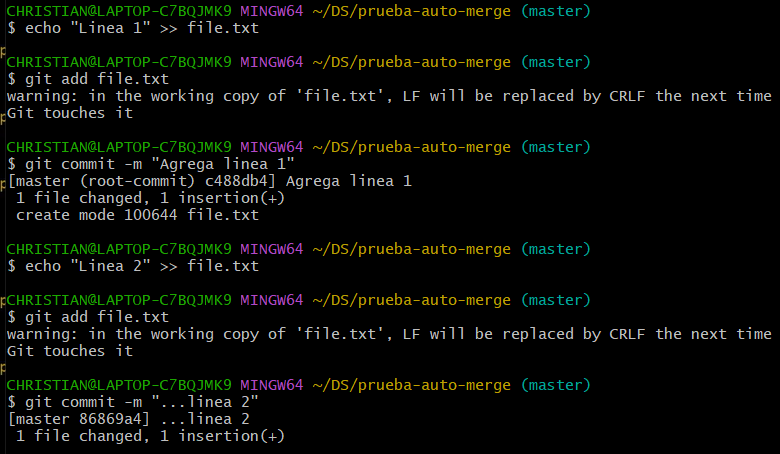 CHRISTIAN@LAPTOP-C7BQJMK9 MINGW64 ~/DS/prueba-auto-merge (master)
$ echo "Linea 1" >> file.txt
CHRISTIAN@LAPTOP-C7BQJMK9 MINGW64 ~/DS/prueba-auto-merge (master)
$ git add file.txt
warning: in the working copy of 'file.txt', LF will be replaced by CRLF the next time
Git touches it
CHRISTIAN@LAPTOP-C7BQJMK9 MINGW64 ~/DS/prueba-auto-merge (master)
$ git commit -m "Agrega linea 1"
[master (root-commit) c488db4] Agrega linea 1
 1 file changed, 1 insertion(+)
 create mode 100644 file.txt
CHRISTIAN@LAPTOP-C7BQJMK9 MINGW64 ~/DS/prueba-auto-merge (master)
$ echo "Linea 2" >> file.txt
CHRISTIAN@LAPTOP-C7BQJMK9 MINGW64 ~/DS/prueba-auto-merge (master)
$ git add file.txt
warning: in the working copy of 'file.txt', LF will be replaced by CRLF the next time
Git touches it
CHRISTIAN@LAPTOP-C7BQJMK9 MINGW64 ~/DS/prueba-auto-merge (master)
$ git commit -m "...linea 2"
[master 86869a4] ...linea 2
 1 file changed, 1 insertion(+)